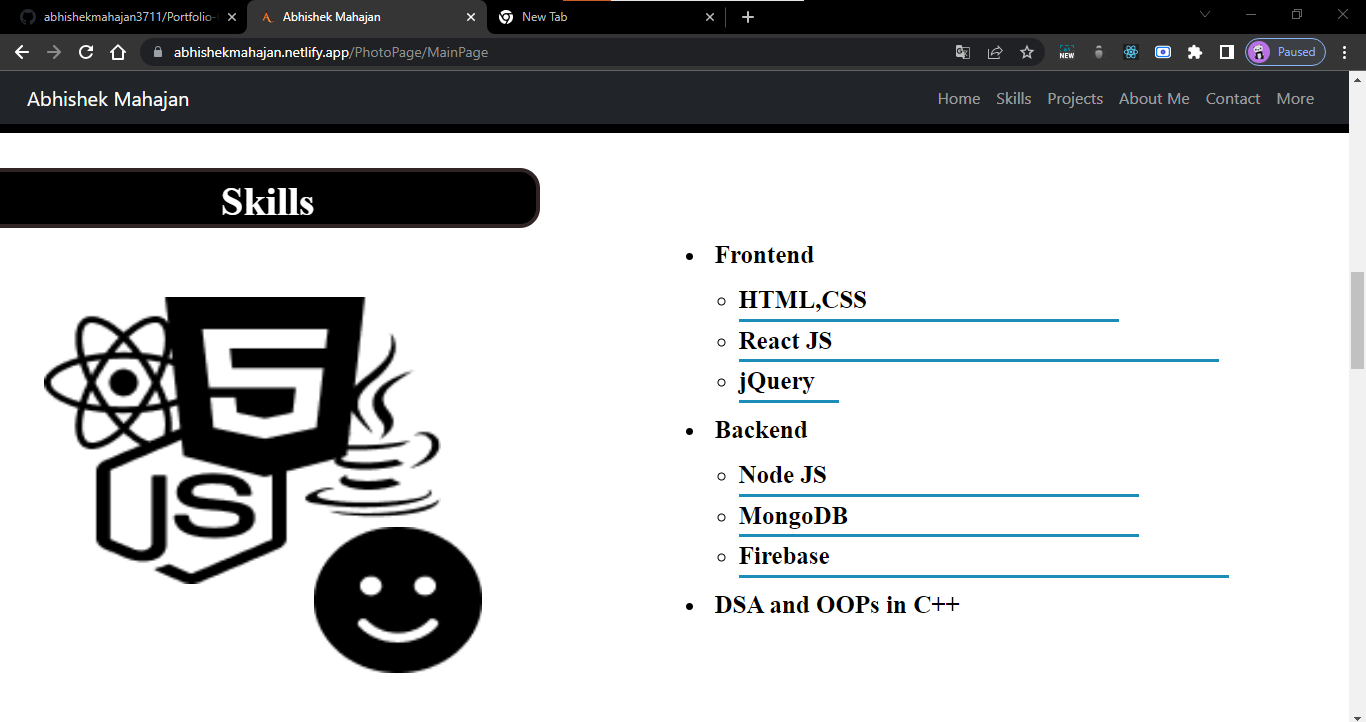 abhishekmahajan3711/Portfolio-
Abhishek Mahajan
New Tab
abhishekmahajan.netlify.app/PhotoPage/MainPage
NEW
Paused
Abhishek Mahajan
Home Skills Projects About Me Contact More
Skills
5
JS
Frontend
HTML,CSS
React JS
jQuery
Backend
Node JS
MongoDB
Firebase
DSA and OOPs in C++